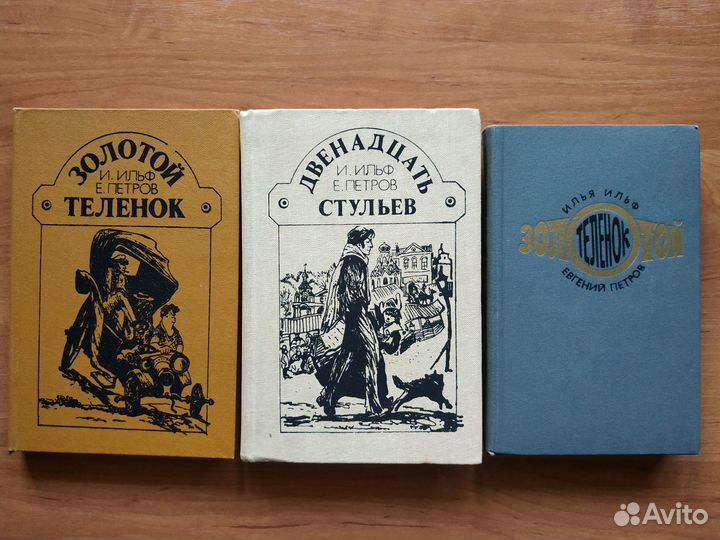 ЗОЛОТОЙ
И. ИЛЬФ
Е. ПЕТРОВ
ТЕЛЕНОК
ДВЕНАДЦАТЬ
И. ИЛЬФ
Е. ПЕТРОВ
СТУЛЬЕВ
ИЛЬЯ ИЛЬФ
ЗОЛОТОЙ
ТЕЛЕНОК
ЕВГЕНИЙ ПЕТРОВ
Avito